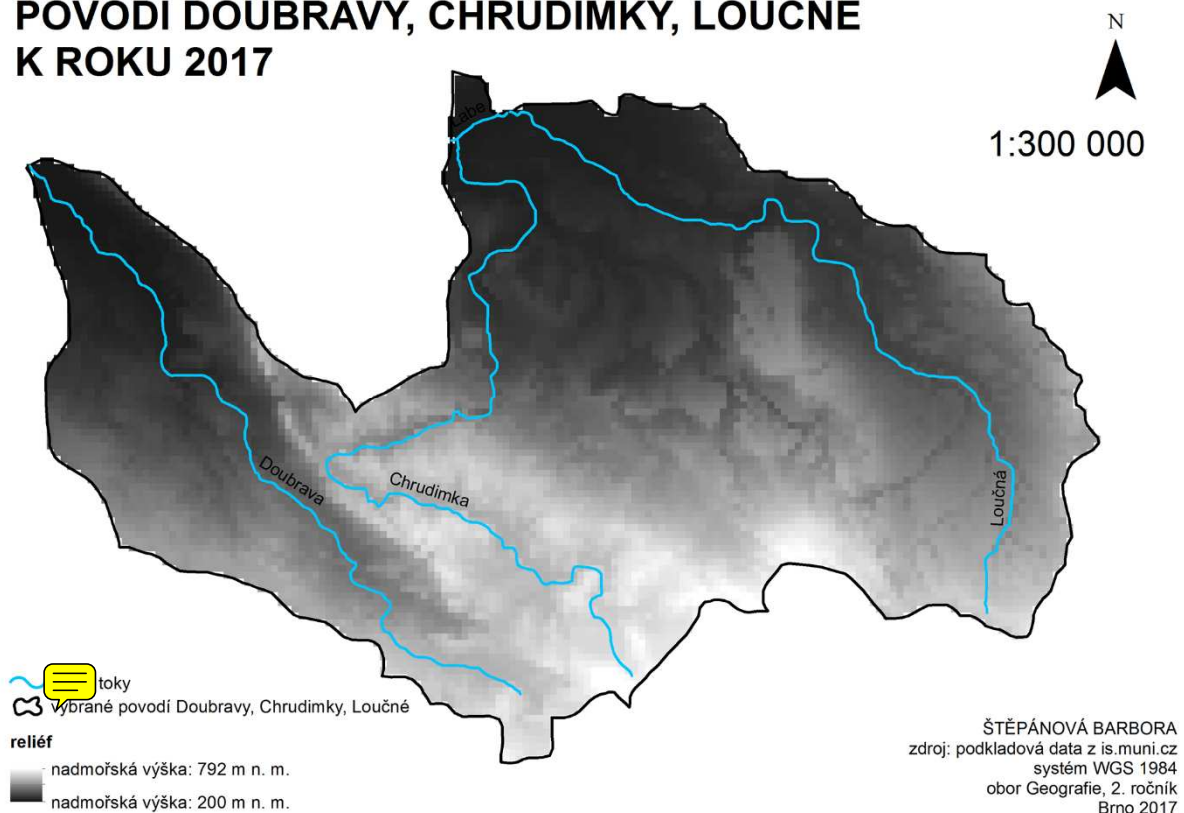 POVODÍ DOUBRAVY, CHRUDIMKY, LOUČNÉ
K ROKU 2017
N
1:300 000
Labe
Doubrava
Chrudimka
Loučná
toky
vybrané povodí Doubravy, Chrudimky, Loučné
reliéf
nadmořská výška: 792 m n. m.
nadmořská výška: 200 m n. m.
ŠTĚPÁNOVÁ BARBORA
zdroj: podkladová data z is.muni.cz
systém WGS 1984
obor Geografie, 2. ročník
Brno 2017